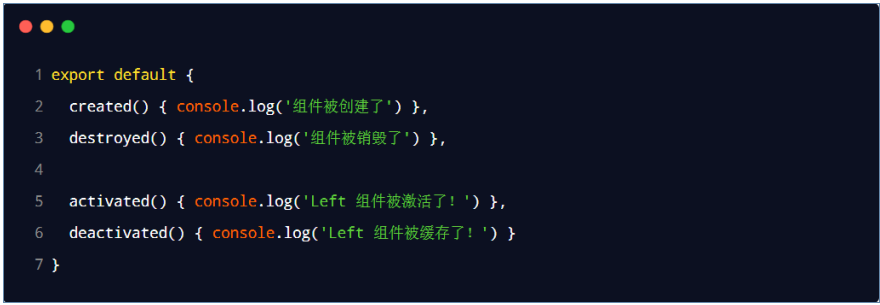 1 export default {
2   created() { console.log('组件被创建了') },
3   destroyed() { console.log('组件被销毁了') },
4
5   activated() { console.log('Left 组件被激活了!') },
6   deactivated() { console.log('Left 组件被缓存了!') }
7 }